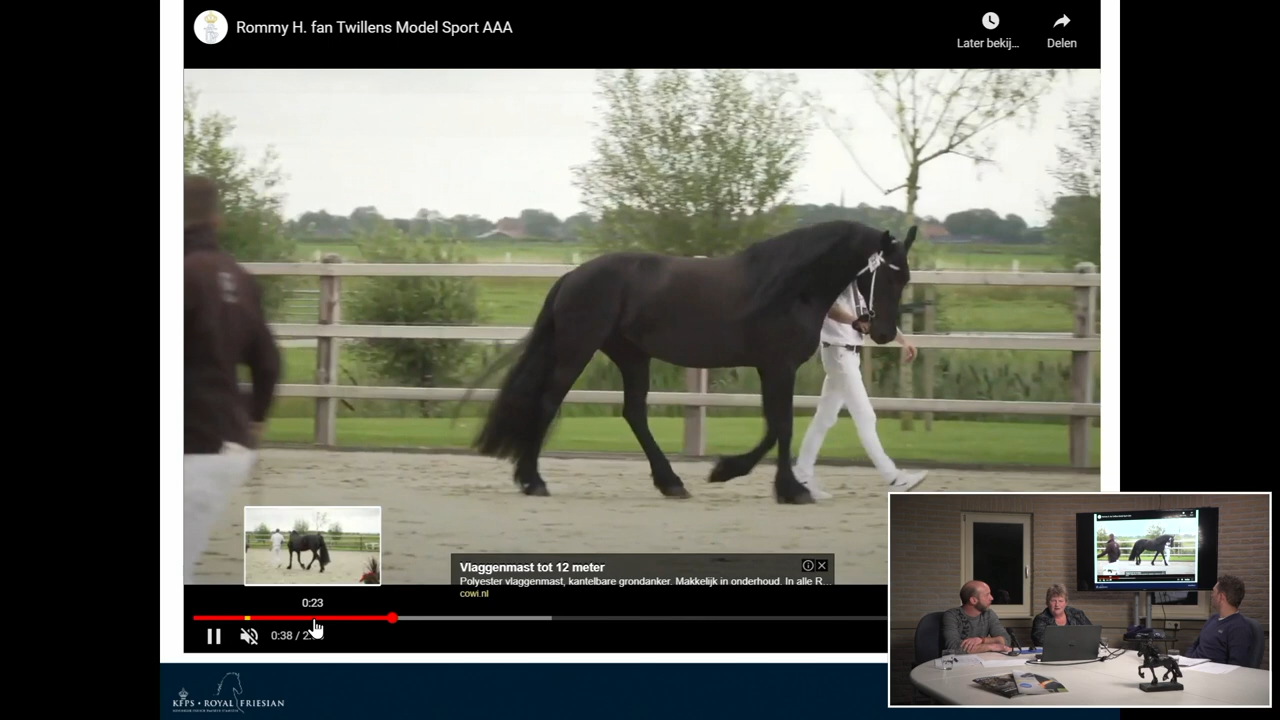 Rommy H. fan Twillens Model Sport AAA
Later bekij...
Delen
Vlaggenmast tot 12 meter
Polyester vlaggenmast, kantelbare grondanker. Makkelijk in onderhoud. In alle R...
cowi.nl
0:23
0:38 / 2:
KFPS • ROYAL FRIESIAN